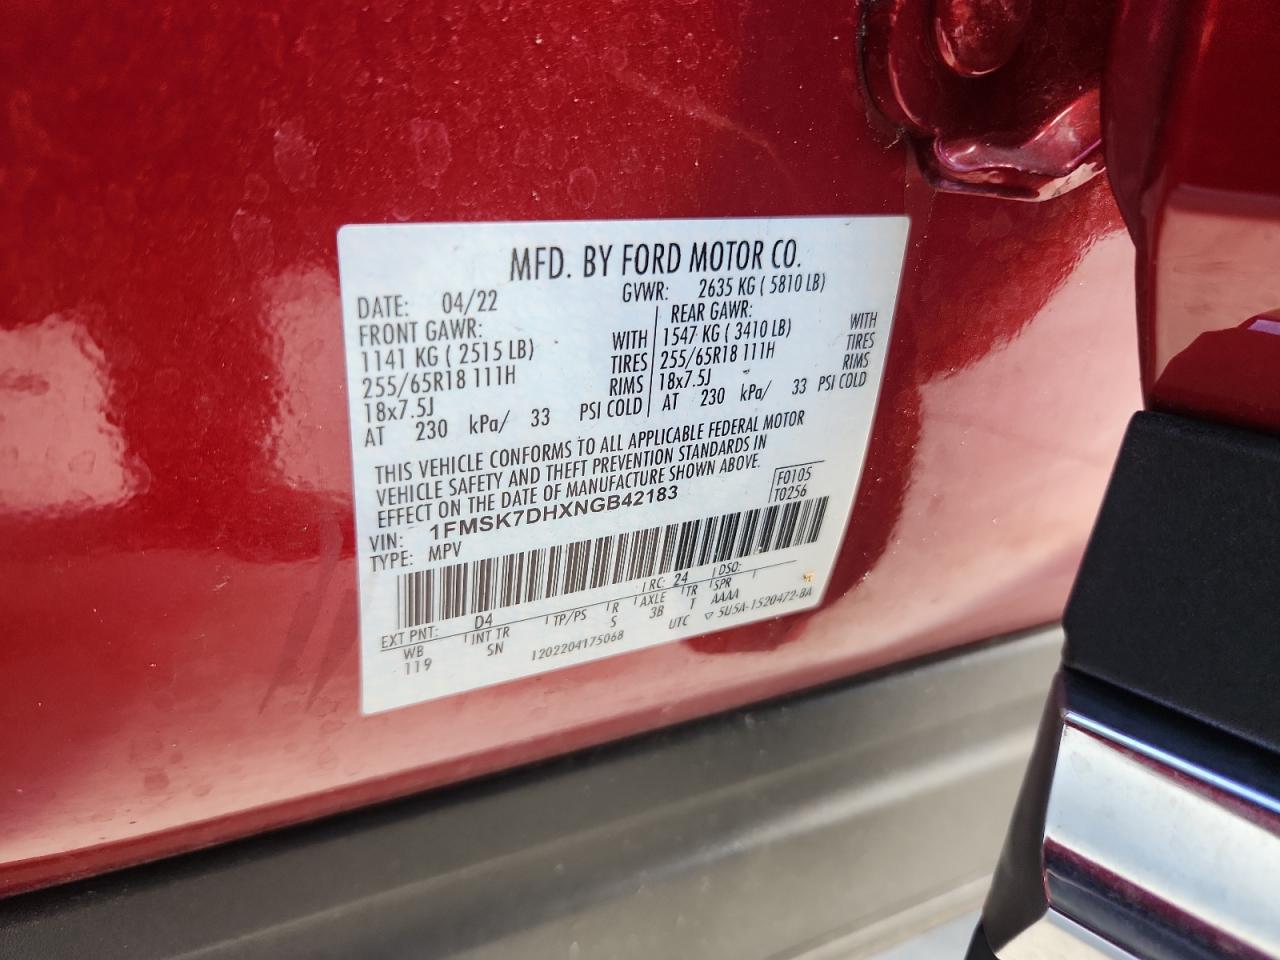 MFD. BY FORD MOTOR CO.
DATE: 04/22 GVWR: 2635 KG ( 5810 LB)
FRONT GAWR: REAR GAWR:
1141 KG ( 2515 LB) WITH 1547 KG ( 3410 LB) WITH
255/65R18 111H TIRES 255/65R18 111H TIRES
18x7.5J RIMS 18x7.5J RIMS
AT 230 kPa/ 33 PSI COLD AT 230 kPa/ 33 PSI COLD
THIS VEHICLE CONFORMS TO ALL APPLICABLE FEDERAL MOTOR
VEHICLE SAFETY AND THEFT PREVENTION STANDARDS IN
EFFECT ON THE DATE OF MANUFACTURE SHOWN ABOVE.
F0105
VIN: 1FMSK7DHXNGB42183 T0256
TYPE: MPV
EXT PNT: D4 RC: 24 DSO:
WB INT TR TP/PS R AXLE TR SPR
119 SN S 3B T AAAA
1202204175068 UTC ▽ 5U5A-1520472-BA